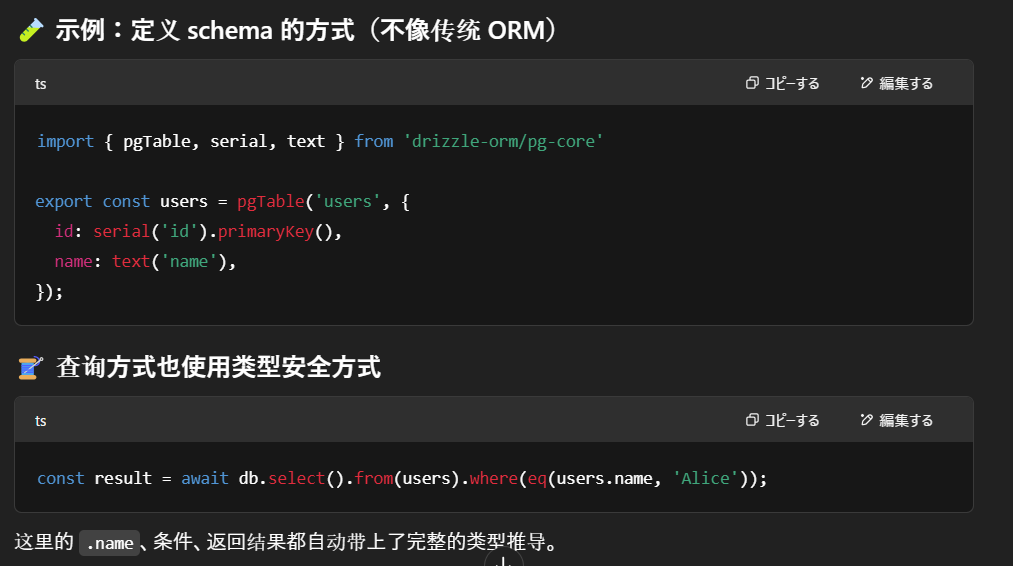 示例：定义 schema 的方式（不像传统 ORM）
ts コピーする 編集する
import { pgTable, serial, text } from 'drizzle-orm/pg-core'
export const users = pgTable('users', {
  id: serial('id').primaryKey(),
  name: text('name'),
});
查询方式也使用类型安全方式
ts コピーする 編集する
const result = await db.select().from(users).where(eq(users.name, 'Alice'));
这里的 .name、条件、返回结果都自动带上了完整的类型推导。